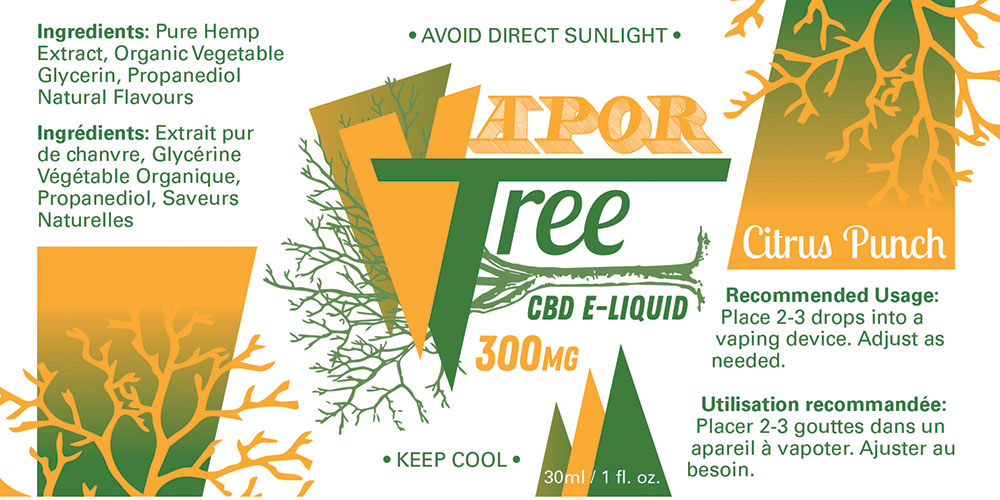 Ingredients: Pure Hemp
Extract, Organic Vegetable
Glycerin, Propanediol
Natural Flavours
Ingrédients: Extrait pur
de chanvre, Glycérine
Végétable Organique,
Propanediol, Saveurs
Naturelles
• AVOID DIRECT SUNLIGHT •
VAPOR
Tree
CBD E-LIQUID
300MG
• KEEP COOL •
30ml / 1 fl. oz.
Citrus Punch
Recommended Usage:
Place 2-3 drops into a
vaping device. Adjust as
needed.
Utilisation recommandée:
Placer 2-3 gouttes dans un
apareil à vapoter. Ajuster au
besoin.